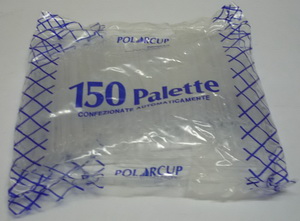 POLARCUP
150 Palette
CONFEZIONATE AUTOMATICAMENTE
POLARCUP